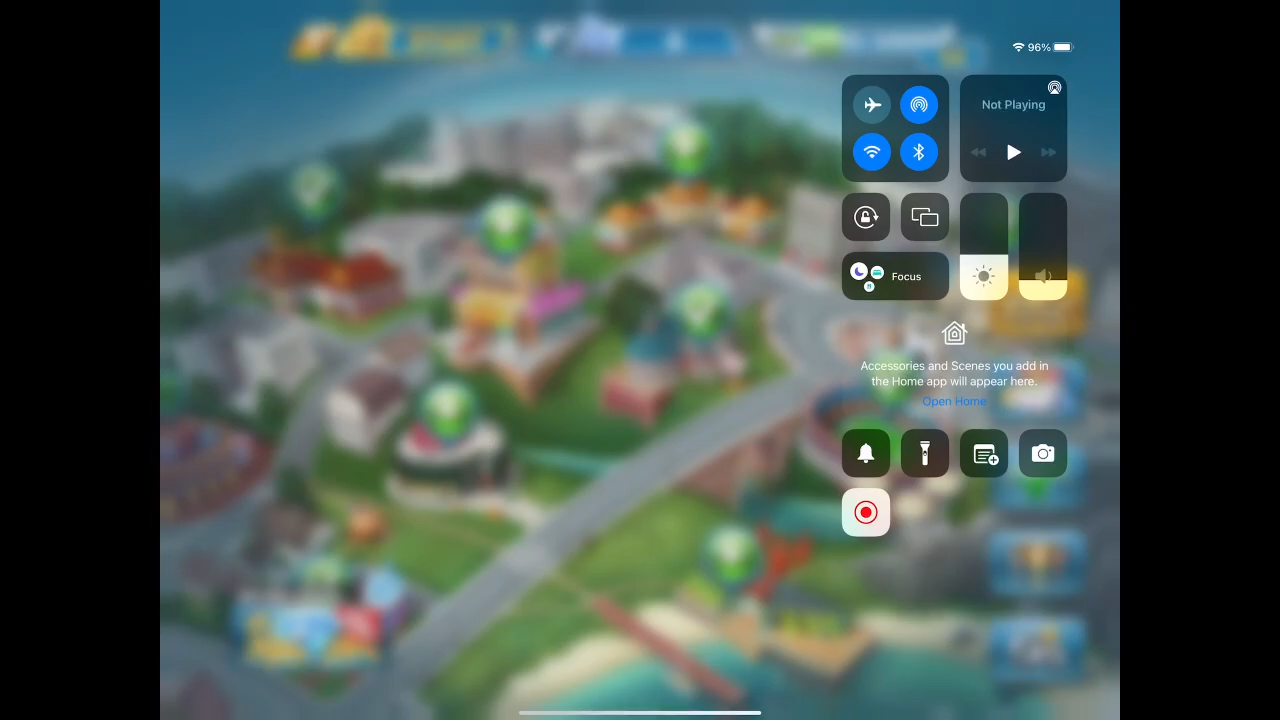 96%
Not Playing
Focus
Accessories and Scenes you add in
the Home app will appear here.
Open Home